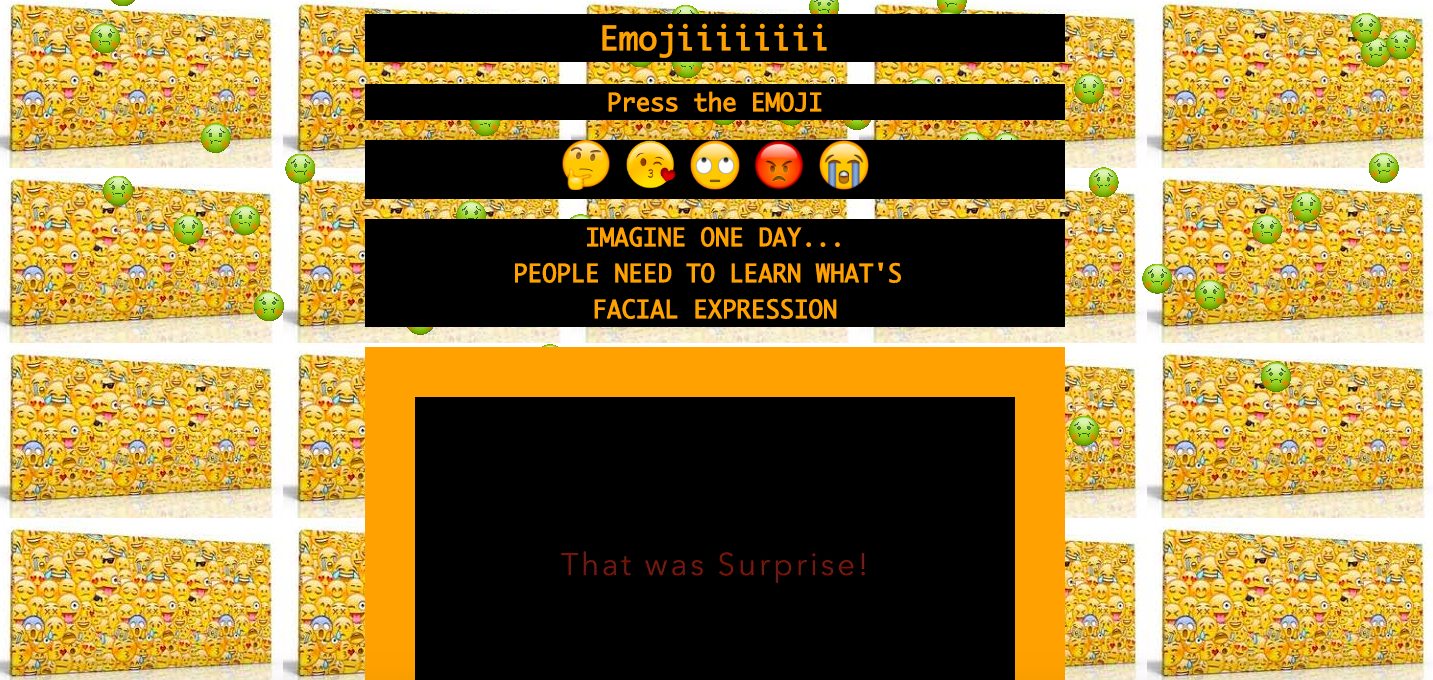 Emojiiiiiiii
Press the EMOJI
IMAGINE ONE DAY...
PEOPLE NEED TO LEARN WHAT'S
FACIAL EXPRESSION
That was Surprise!